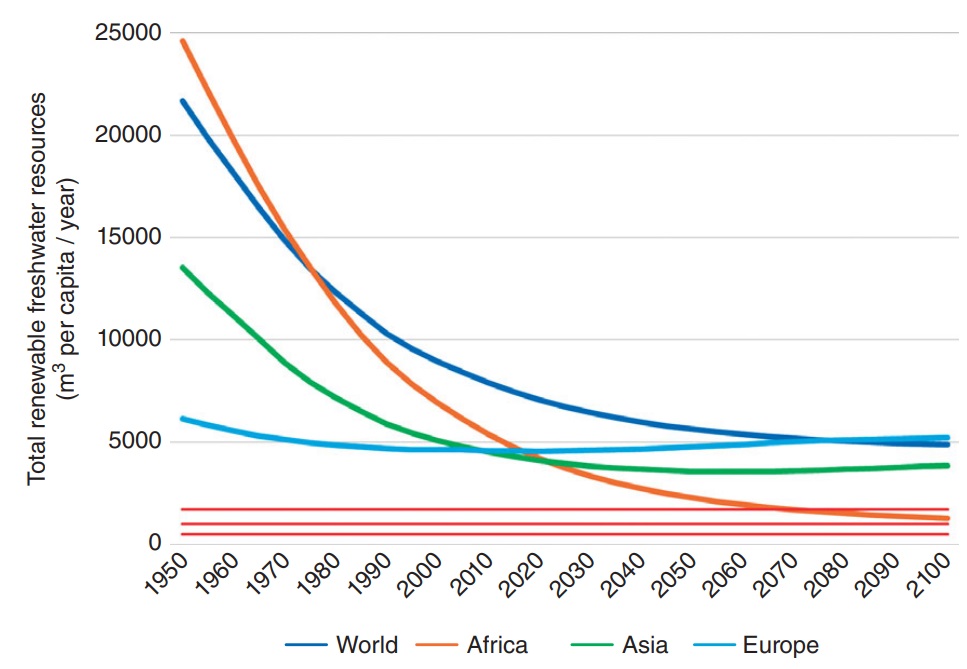 Total renewable freshwater resources
(m³ per capita / year)
25000
20000
15000
10000
5000
0
1950 1960 1970 1980 1990 2000 2010 2020 2030 2040 2050 2060 2070 2080 2090 2100
World Africa Asia Europe